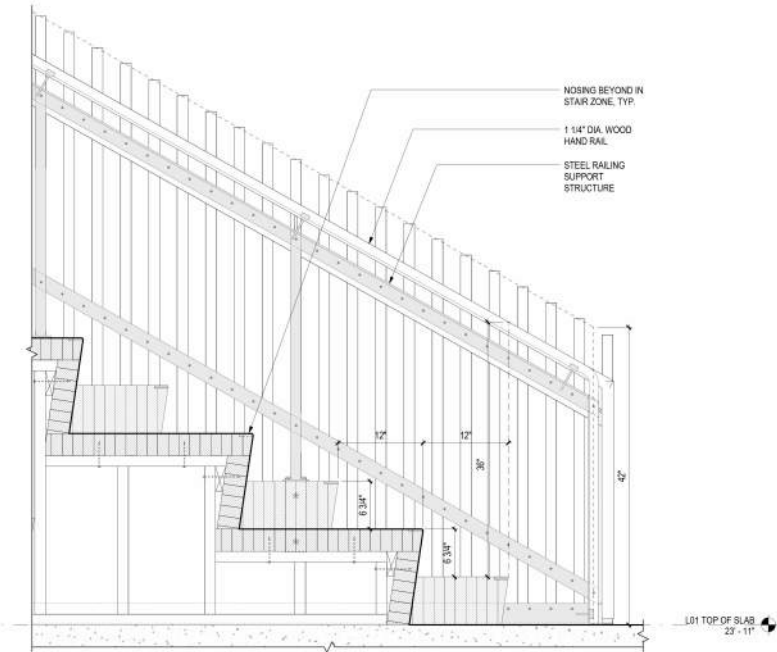 NOSING BEYOND IN
STAIR ZONE, TYP.
1 1/4" DIA. WOOD
HAND RAIL
STEEL RAILING
SUPPORT
STRUCTURE
12"
12"
36"
42"
6 3/4"
6 3/4"
L01 TOP OF SLAB
23' - 11"